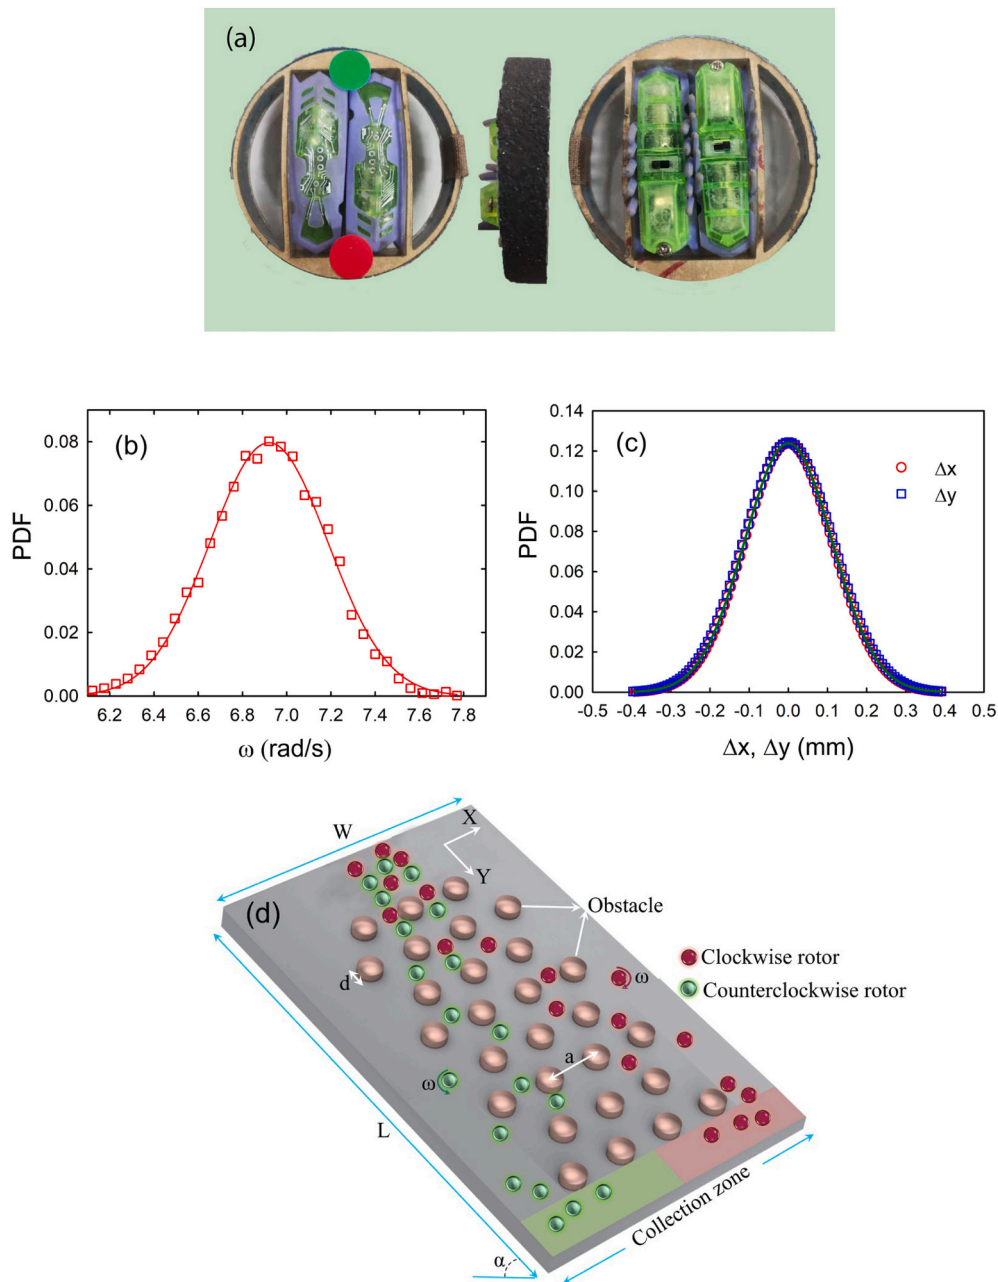 (a)
(b)
PDF
0.08
0.06
0.04
0.02
0.00
6.2 6.4 6.6 6.8 7.0 7.2 7.4 7.6 7.8
ω (rad/s)
(c)
PDF
0.14
0.12
0.10
0.08
0.06
0.04
0.02
0.00
Δx
Δy
-0.5 -0.4 -0.3 -0.2 -0.1 0.0 0.1 0.2 0.3 0.4 0.5
Δx, Δy (mm)
(d)
W
X
Y
Obstacle
Clockwise rotor
Counterclockwise rotor
d
ω
a
ω
L
Collection zone
α